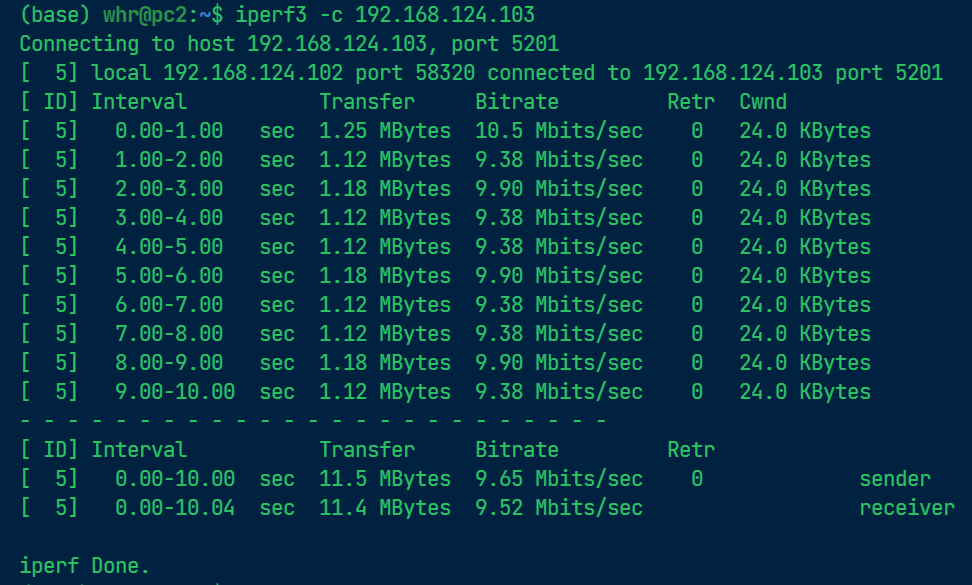 (base) whr@pc2:~$ iperf3 -c 192.168.124.103
Connecting to host 192.168.124.103, port 5201
[  5] local 192.168.124.102 port 58320 connected to 192.168.124.103 port 5201
[ ID] Interval           Transfer     Bitrate         Retr  Cwnd
[  5]   0.00-1.00   sec  1.25 MBytes  10.5 Mbits/sec    0   24.0 KBytes
[  5]   1.00-2.00   sec  1.12 MBytes  9.38 Mbits/sec    0   24.0 KBytes
[  5]   2.00-3.00   sec  1.18 MBytes  9.90 Mbits/sec    0   24.0 KBytes
[  5]   3.00-4.00   sec  1.12 MBytes  9.38 Mbits/sec    0   24.0 KBytes
[  5]   4.00-5.00   sec  1.12 MBytes  9.38 Mbits/sec    0   24.0 KBytes
[  5]   5.00-6.00   sec  1.18 MBytes  9.90 Mbits/sec    0   24.0 KBytes
[  5]   6.00-7.00   sec  1.12 MBytes  9.38 Mbits/sec    0   24.0 KBytes
[  5]   7.00-8.00   sec  1.12 MBytes  9.38 Mbits/sec    0   24.0 KBytes
[  5]   8.00-9.00   sec  1.18 MBytes  9.90 Mbits/sec    0   24.0 KBytes
[  5]   9.00-10.00  sec  1.12 MBytes  9.38 Mbits/sec    0   24.0 KBytes
- - - - - - - - - - - - - - - - - - - - - - - - -
[ ID] Interval           Transfer     Bitrate         Retr
[  5]   0.00-10.00  sec  11.5 MBytes  9.65 Mbits/sec    0             sender
[  5]   0.00-10.04  sec  11.4 MBytes  9.52 Mbits/sec                  receiver
iperf Done.